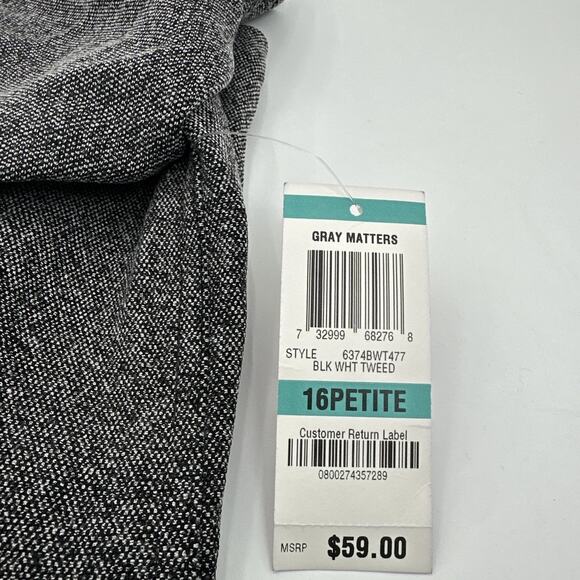 GRAY MATTERS
7 32999 68276 8
STYLE 6374BWT477
BLK WHT TWEED
16PETITE
Customer Return Label
0800274357289
MSRP $59.00